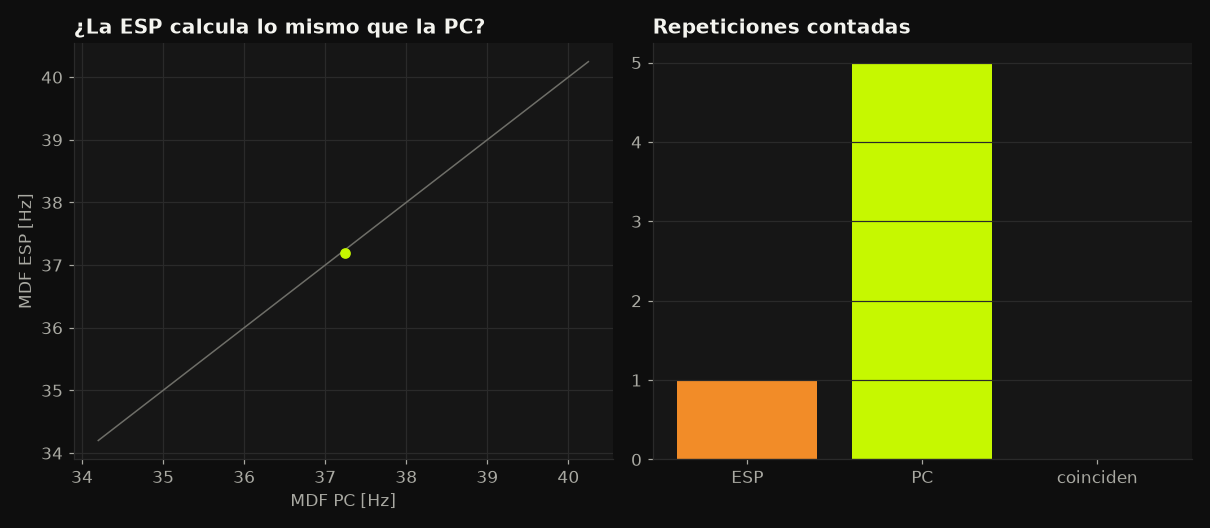 ¿La ESP calcula lo mismo que la PC?
40
39
38
37
36
35
34
MDF ESP [Hz]
34 35 36 37 38 39 40
MDF PC [Hz]
Repeticiones contadas
5
4
3
2
1
0
ESP PC coinciden